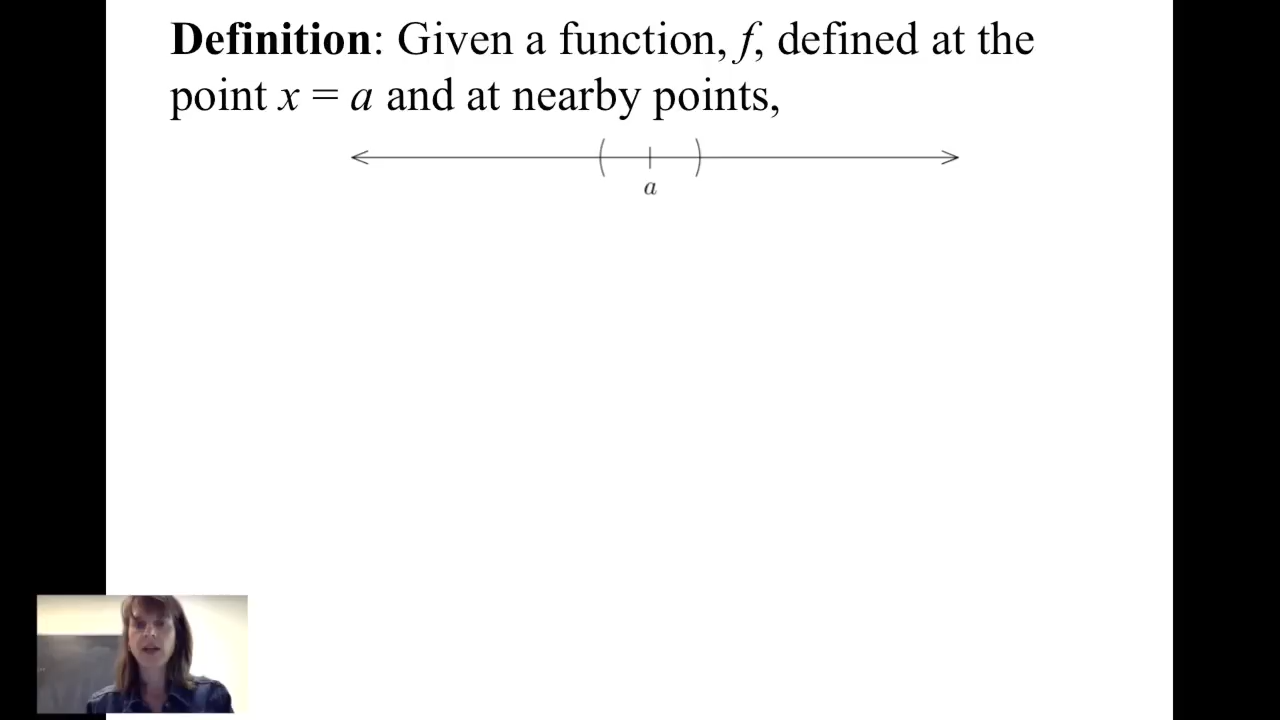 Definition: Given a function, f, defined at the
point x = a and at nearby points,
( )
a